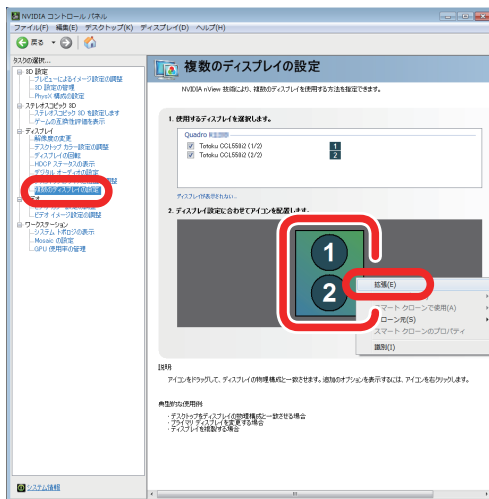 NVIDIA コントロール パネル
ファイル(F) 編集(E) デスクトップ(K) ディスプレイ(D) ヘルプ(H)
戻る
タスクの選択...
3D 設定
プレビューによるイメージ設定の調整
3D 設定の管理
PhysX 構成の設定
ステレオスコピック 3D
ステレオスコピック 3D を設定します
ゲームの互換性評価を表示
ディスプレイ
解像度の変更
デスクトップ カラー設定の調整
ディスプレイの回転
HDCP ステータスの表示
デジタル オーディオの設定
調整
複数のディスプレイの設定
ビデオ
ビデオ カラー設定の調整
ビデオ イメージ設定の調整
ワークステーション
システム トポロジの表示
Mosaic の設定
GPU 使用率の管理
システム情報
複数のディスプレイの設定
NVIDIA nView 技術により、複数のディスプレイを使用する方法を指定できます。
1. 使用するディスプレイを選択します。
Quadro
Totoku CCL550i2 (1/2) 1
Totoku CCL550i2 (2/2) 2
ディスプレイが表示されない...
2. ディスプレイ設定に合わせてアイコンを配置します。
1
2
拡張(E)
スマート クローンで使用(A)
クローン元(S)
スマート クローンのプロパティ
識別(I)
説明
アイコンをドラッグして、ディスプレイの物理構成と一致させます。追加のオプションを表示するには、アイコンを右クリックします。
典型的な使用例
・デスクトップをディスプレイの物理構成と一致させる場合
・プライマリ ディスプレイを変更する場合
・ディスプレイを複製する場合